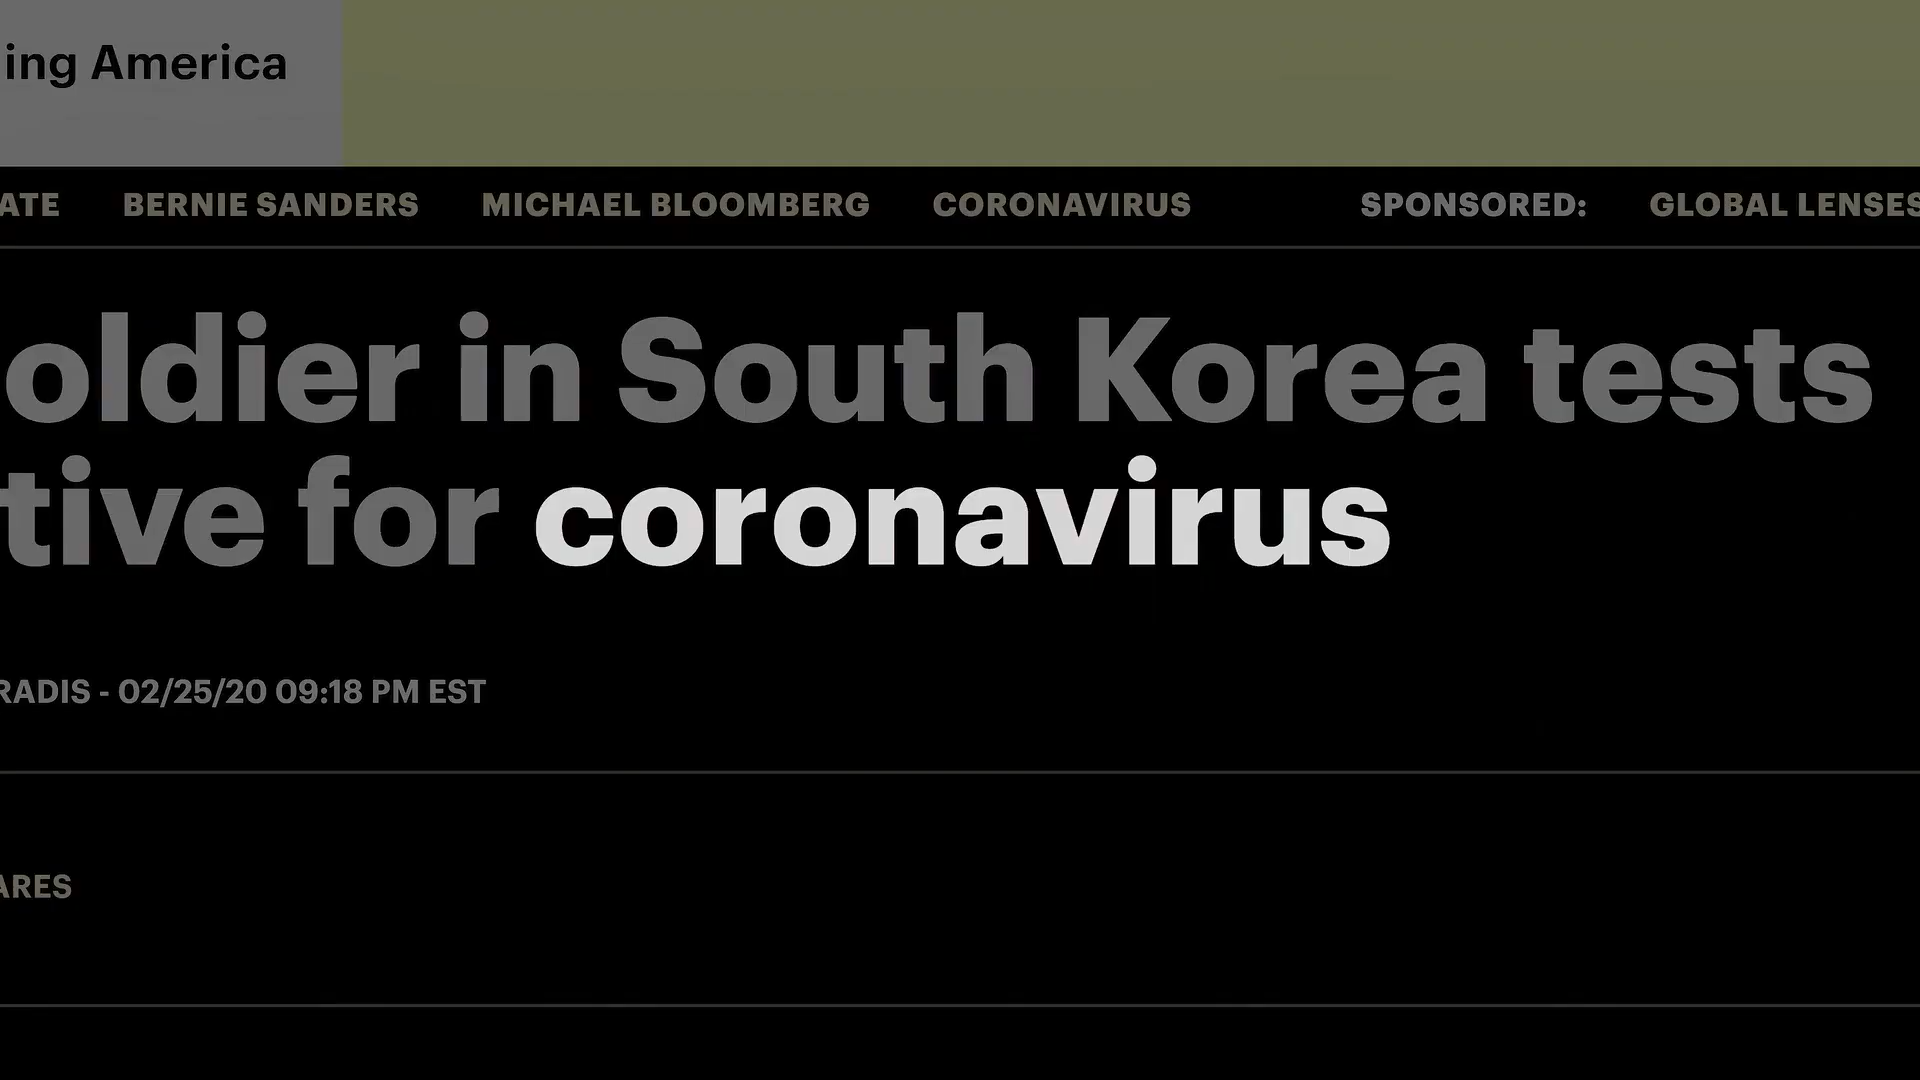 ing America
ATE BERNIE SANDERS MICHAEL BLOOMBERG CORONAVIRUS SPONSORED: GLOBAL LENSES
oldier in South Korea tests
tive for coronavirus
RADIS - 02/25/20 09:18 PM EST
ARES